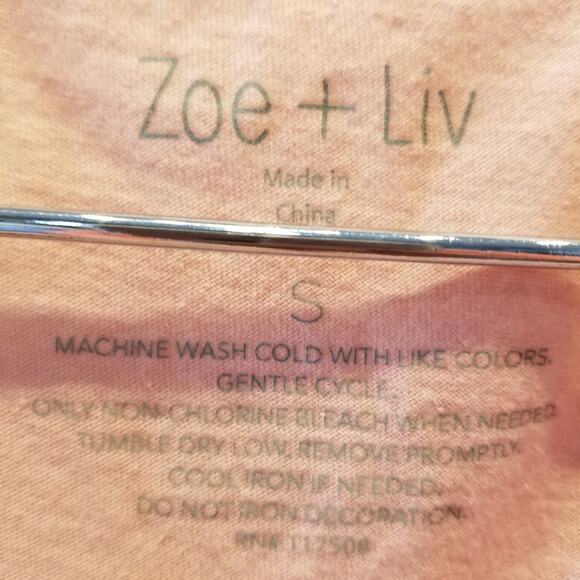 Zoe + Liv
Made in
China
S
MACHINE WASH COLD WITH LIKE COLORS.
GENTLE CYCLE.
ONLY NON-CHLORINE BLEACH WHEN NEEDED.
TUMBLE DRY LOW. REMOVE PROMPTLY.
COOL IRON IF NEEDED.
DO NOT IRON DECORATION.
RN#